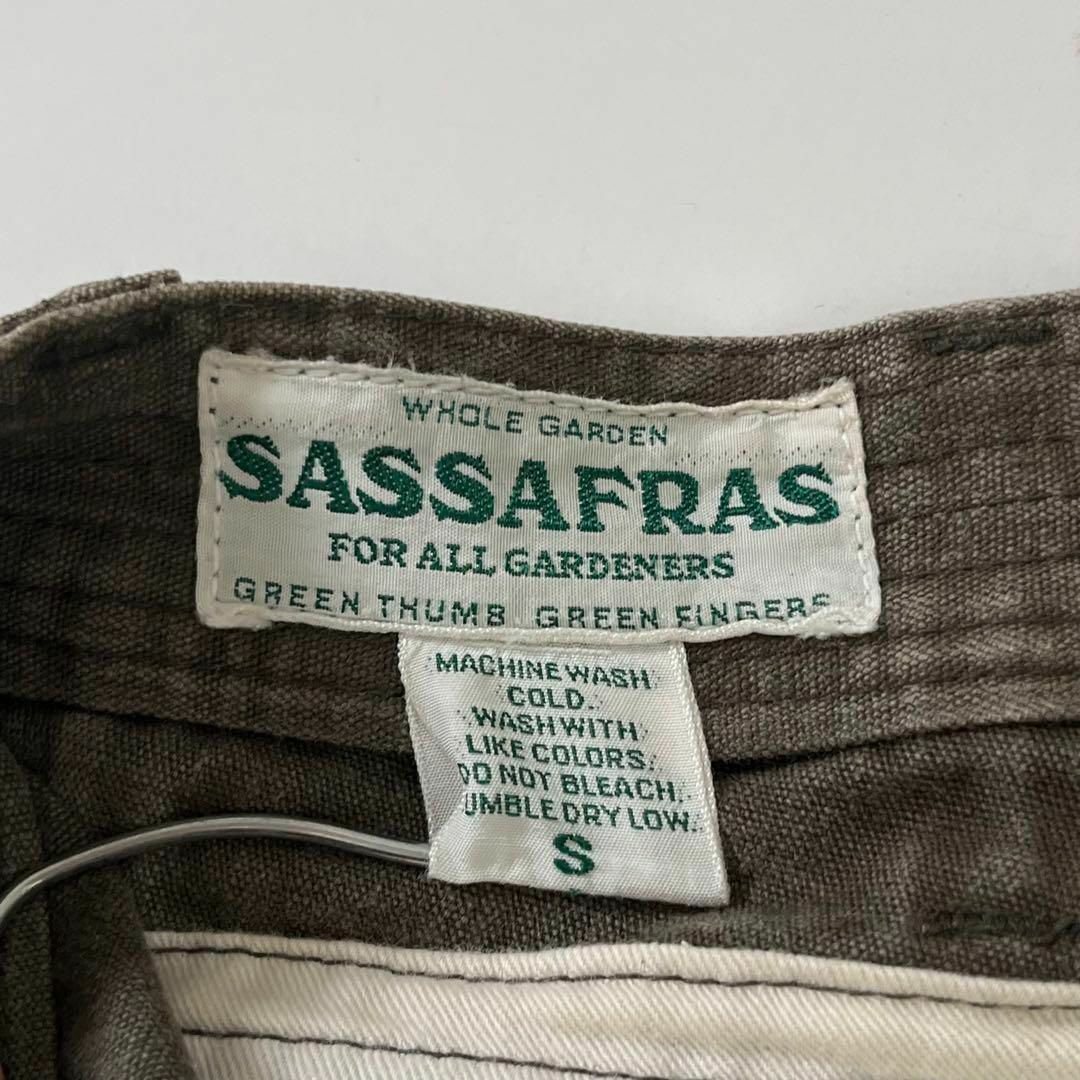 WHOLE GARDEN
SASSAFRAS
FOR ALL GARDENERS
GREEN THUMB GREEN FINGERS
MACHINE WASH
COLD.
WASH WITH
LIKE COLORS.
DO NOT BLEACH.
UMBLE DRY LOW.
S